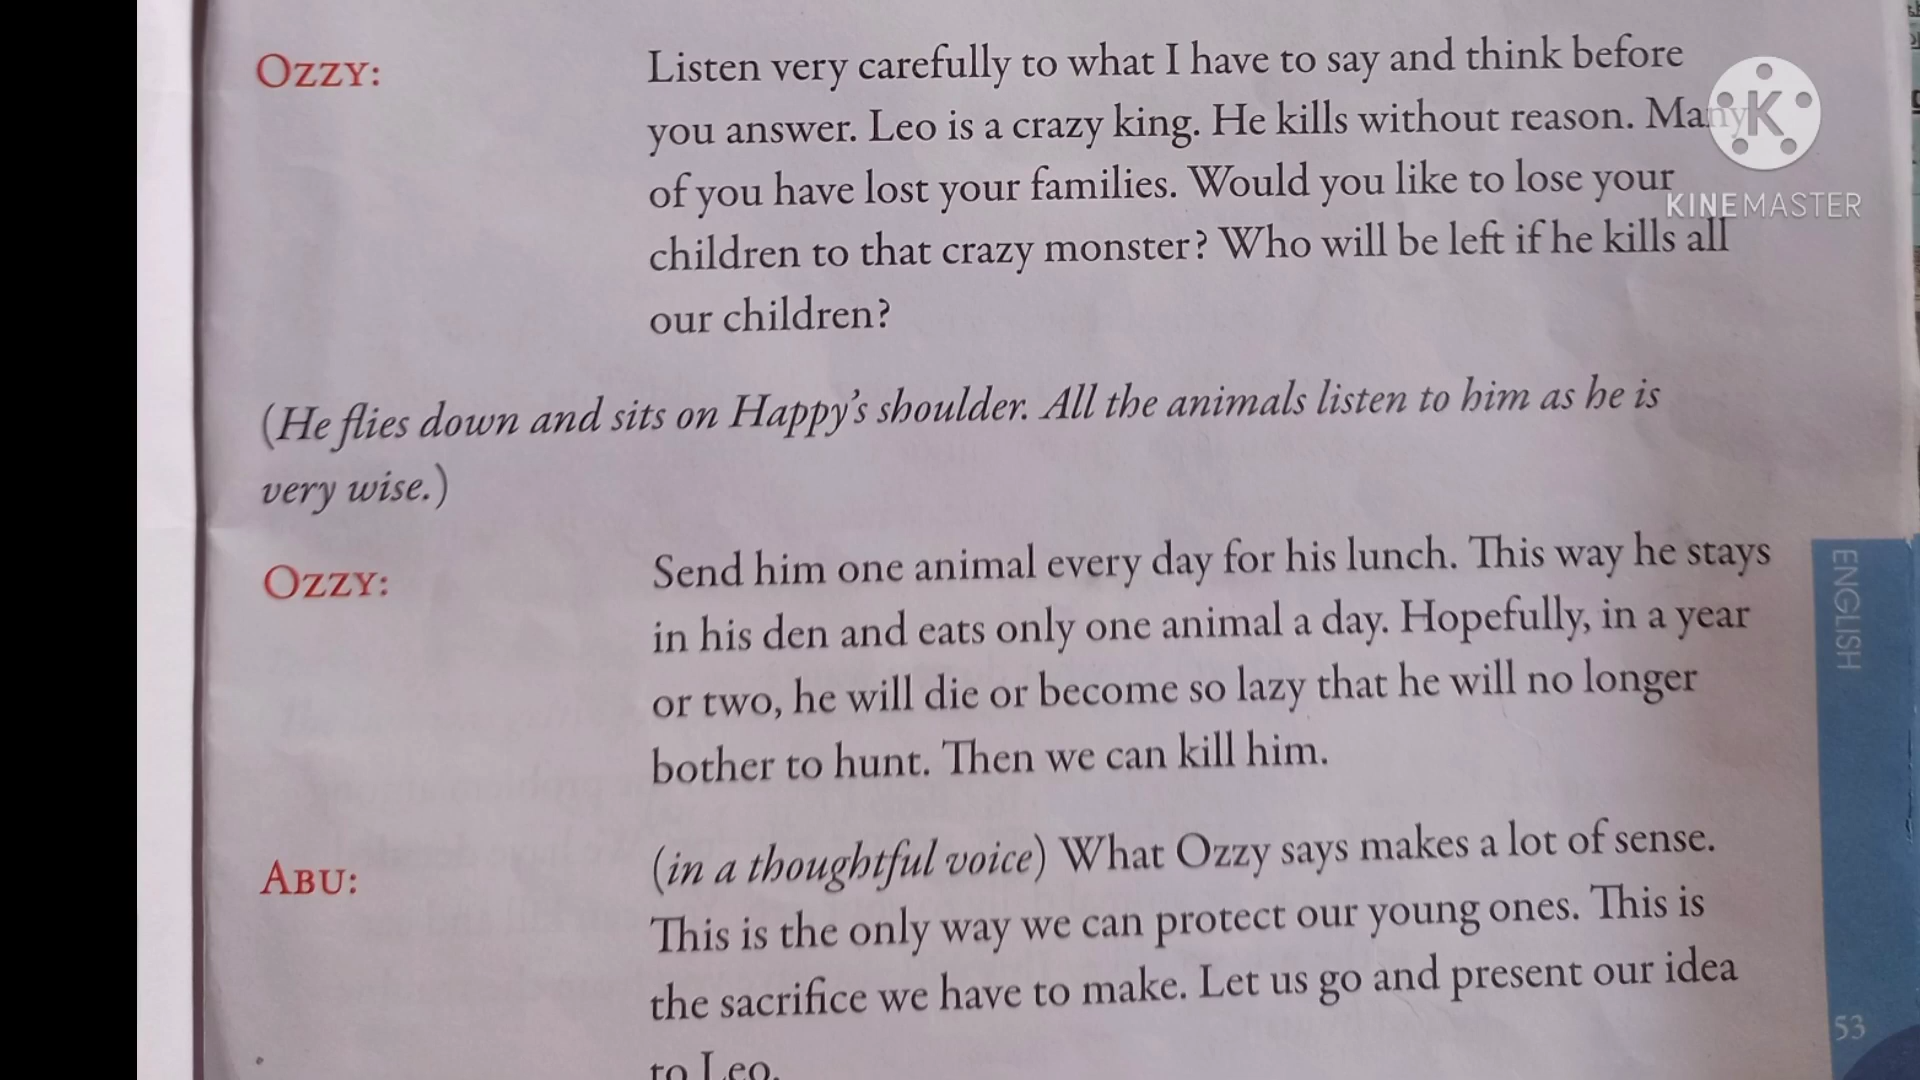 OZZY: Listen very carefully to what I have to say and think before
you answer. Leo is a crazy king. He kills without reason. Many
of you have lost your families. Would you like to lose your
KINEMASTER
children to that crazy monster? Who will be left if he kills all
our children?
(He flies down and sits on Happy's shoulder. All the animals listen to him as he is
very wise.)
OZZY: Send him one animal every day for his lunch. This way he stays
in his den and eats only one animal a day. Hopefully, in a year
or two, he will die or become so lazy that he will no longer
bother to hunt. Then we can kill him.
ABU: (in a thoughtful voice) What Ozzy says makes a lot of sense.
This is the only way we can protect our young ones. This is
the sacrifice we have to make. Let us go and present our idea
to Leo.
ENGLISH
53
K